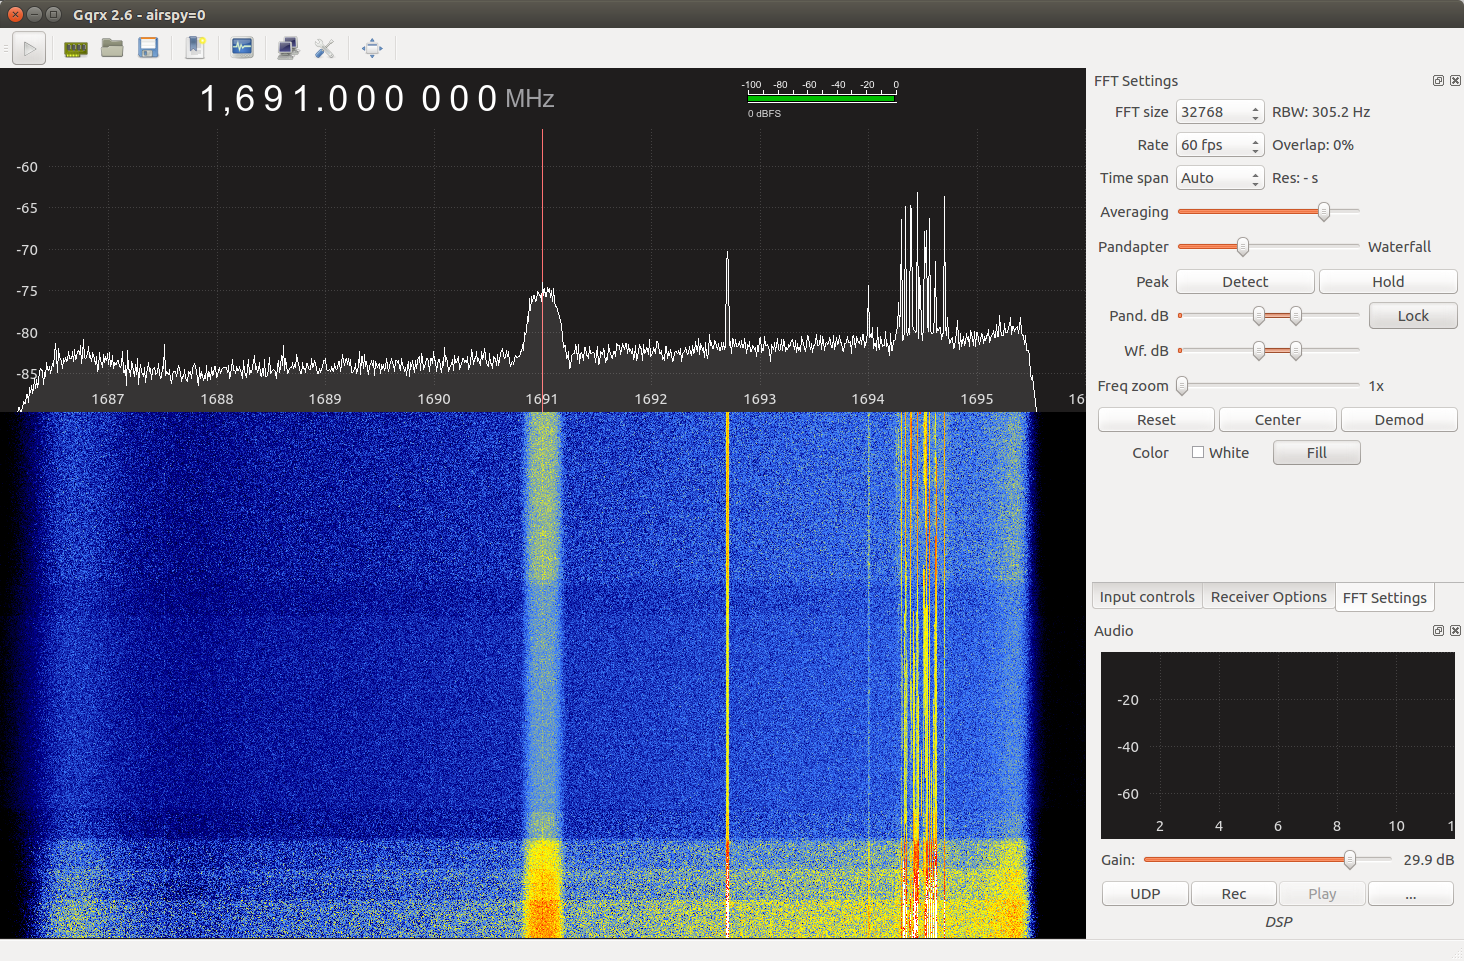 Gqrx 2.6 - airspy=0
1,691.000 000 MHz
-100 -80 -60 -40 -20 0
0 dBFS
-60
-65
-70
-75
-80
-85
1687 1688 1689 1690 1691 1692 1693 1694 1695 16
FFT Settings
FFT size 32768 RBW: 305.2 Hz
Rate 60 fps Overlap: 0%
Time span Auto Res: - s
Averaging
Pandapter Waterfall
Peak Detect Hold
Pand. dB Lock
Wf. dB
Freq zoom 1x
Reset Center Demod
Color White Fill
Input controls Receiver Options FFT Settings
Audio
-20
-40
-60
2 4 6 8 10 1
Gain: 29.9 dB
UDP Rec Play ...
DSP